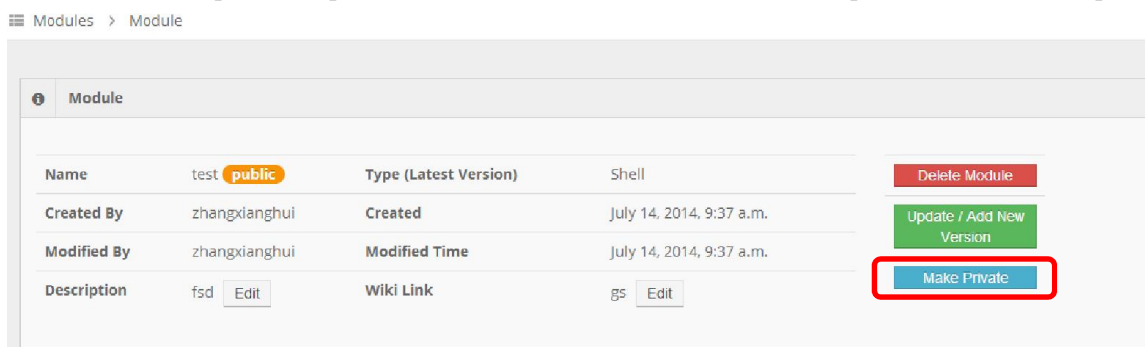 Modules > Module
Module
Name test public Type (Latest Version) Shell Delete Module
Created By zhangxianghui Created July 14, 2014, 9:37 a.m. Update / Add New
Version
Modified By zhangxianghui Modified Time July 14, 2014, 9:37 a.m.
Make Private
Description fsd Edit Wiki Link gs Edit